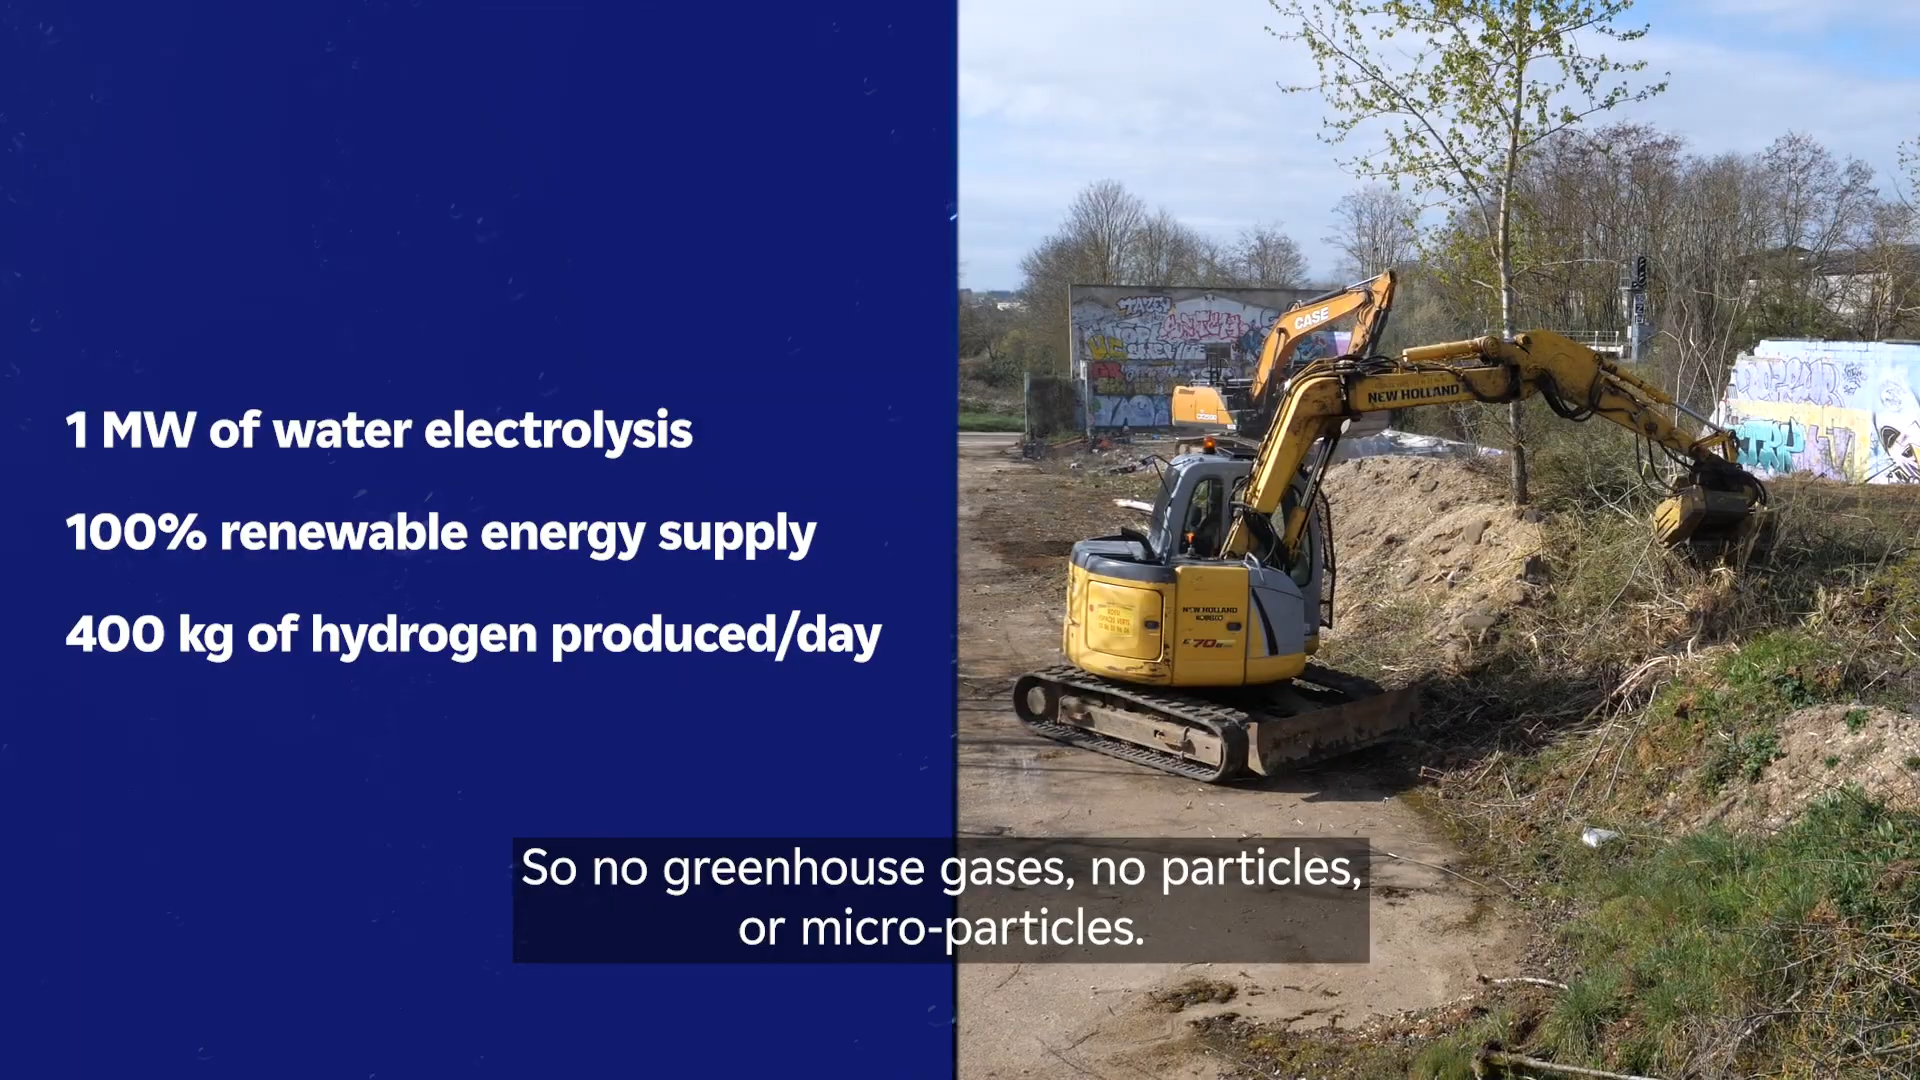 1 MW of water electrolysis
100% renewable energy supply
400 kg of hydrogen produced/day
CASE
NEW HOLLAND
NEW HOLLAND
KOBELCO
So no greenhouse gases, no particles,
or micro-particles.